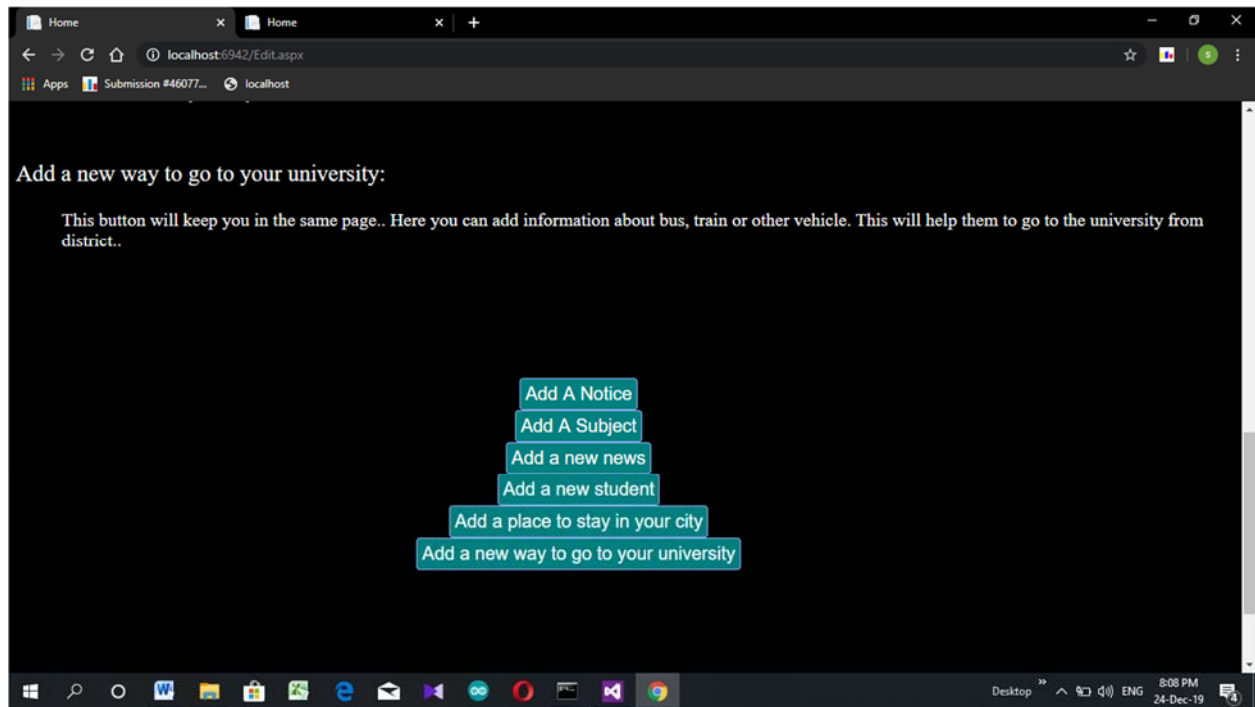 Home
Home
localhost:6942/Edit.aspx
S
Apps
Submission #46077...
localhost
Add a new way to go to your university:
This button will keep you in the same page.. Here you can add information about bus, train or other vehicle. This will help them to go to the university from
district..
Add A Notice
Add A Subject
Add a new news
Add a new student
Add a place to stay in your city
Add a new way to go to your university
Desktop
ENG
8:08 PM
24-Dec-19
4